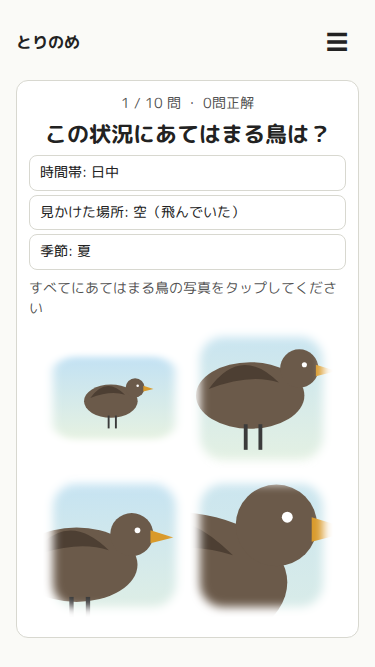 とりのめ
1 / 10 問 · 0問正解
この状況にあてはまる鳥は？
時間帯: 日中
見かけた場所: 空（飛んでいた）
季節: 夏
すべてにあてはまる鳥の写真をタップしてくださ
い